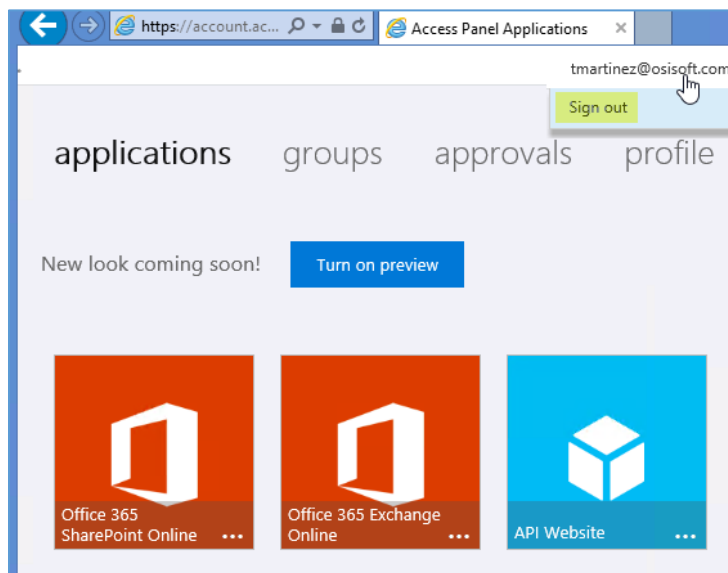 https://account.ac...
Access Panel Applications
tmartinez@osisoft.com
Sign out
applications groups approvals profile
New look coming soon!
Turn on preview
Office 365
SharePoint Online ...
Office 365 Exchange
Online ...
API Website ...